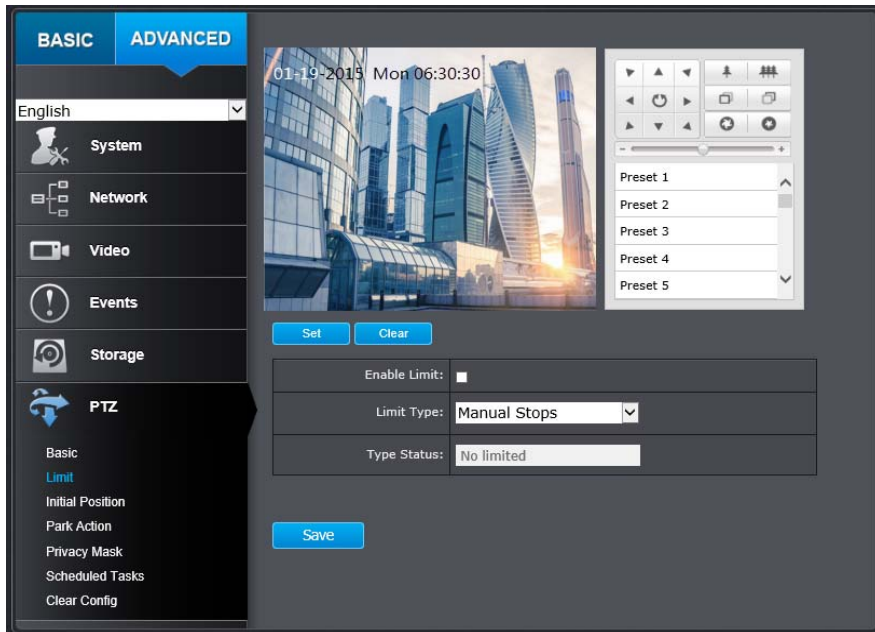 BASIC
ADVANCED
English
System
Network
Video
Events
Storage
PTZ
Basic
Limit
Initial Position
Park Action
Privacy Mask
Scheduled Tasks
Clear Config
01-19-2015 Mon 06:30:30
- +
Preset 1
Preset 2
Preset 3
Preset 4
Preset 5
Set
Clear
Enable Limit:
Limit Type: Manual Stops
Type Status: No limited
Save